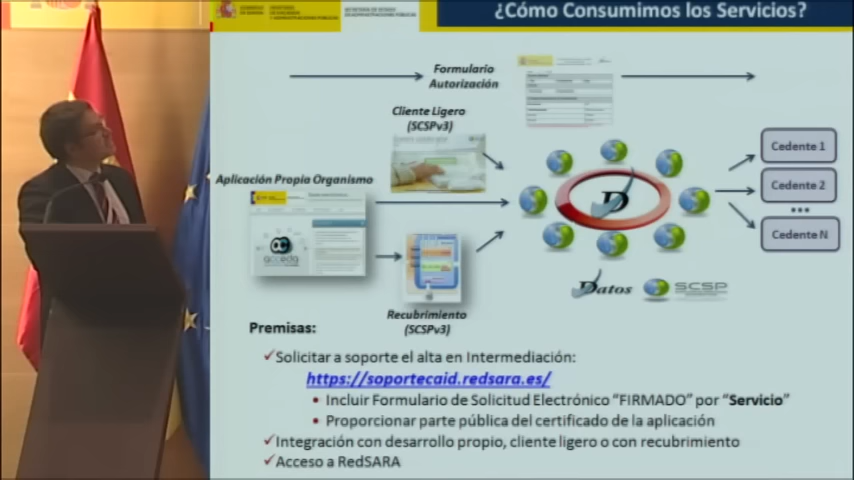 ¿Cómo Consumimos los Servicios?
Formulario
Autorización
Cliente Ligero
(SCSPv3)
Aplicación Propia Organismo
acceda
Recubrimiento
(SCSPv3)
D
Cedente 1
Cedente 2
...
Cedente N
Datos
SCSP
Premisas:
✓Solicitar a soporte el alta en Intermediación:
https://soportecaid.redsara.es/
• Incluir Formulario de Solicitud Electrónico “FIRMADO” por “Servicio”
• Proporcionar parte pública del certificado de la aplicación
✓Integración con desarrollo propio, cliente ligero o con recubrimiento
✓Acceso a RedSARA